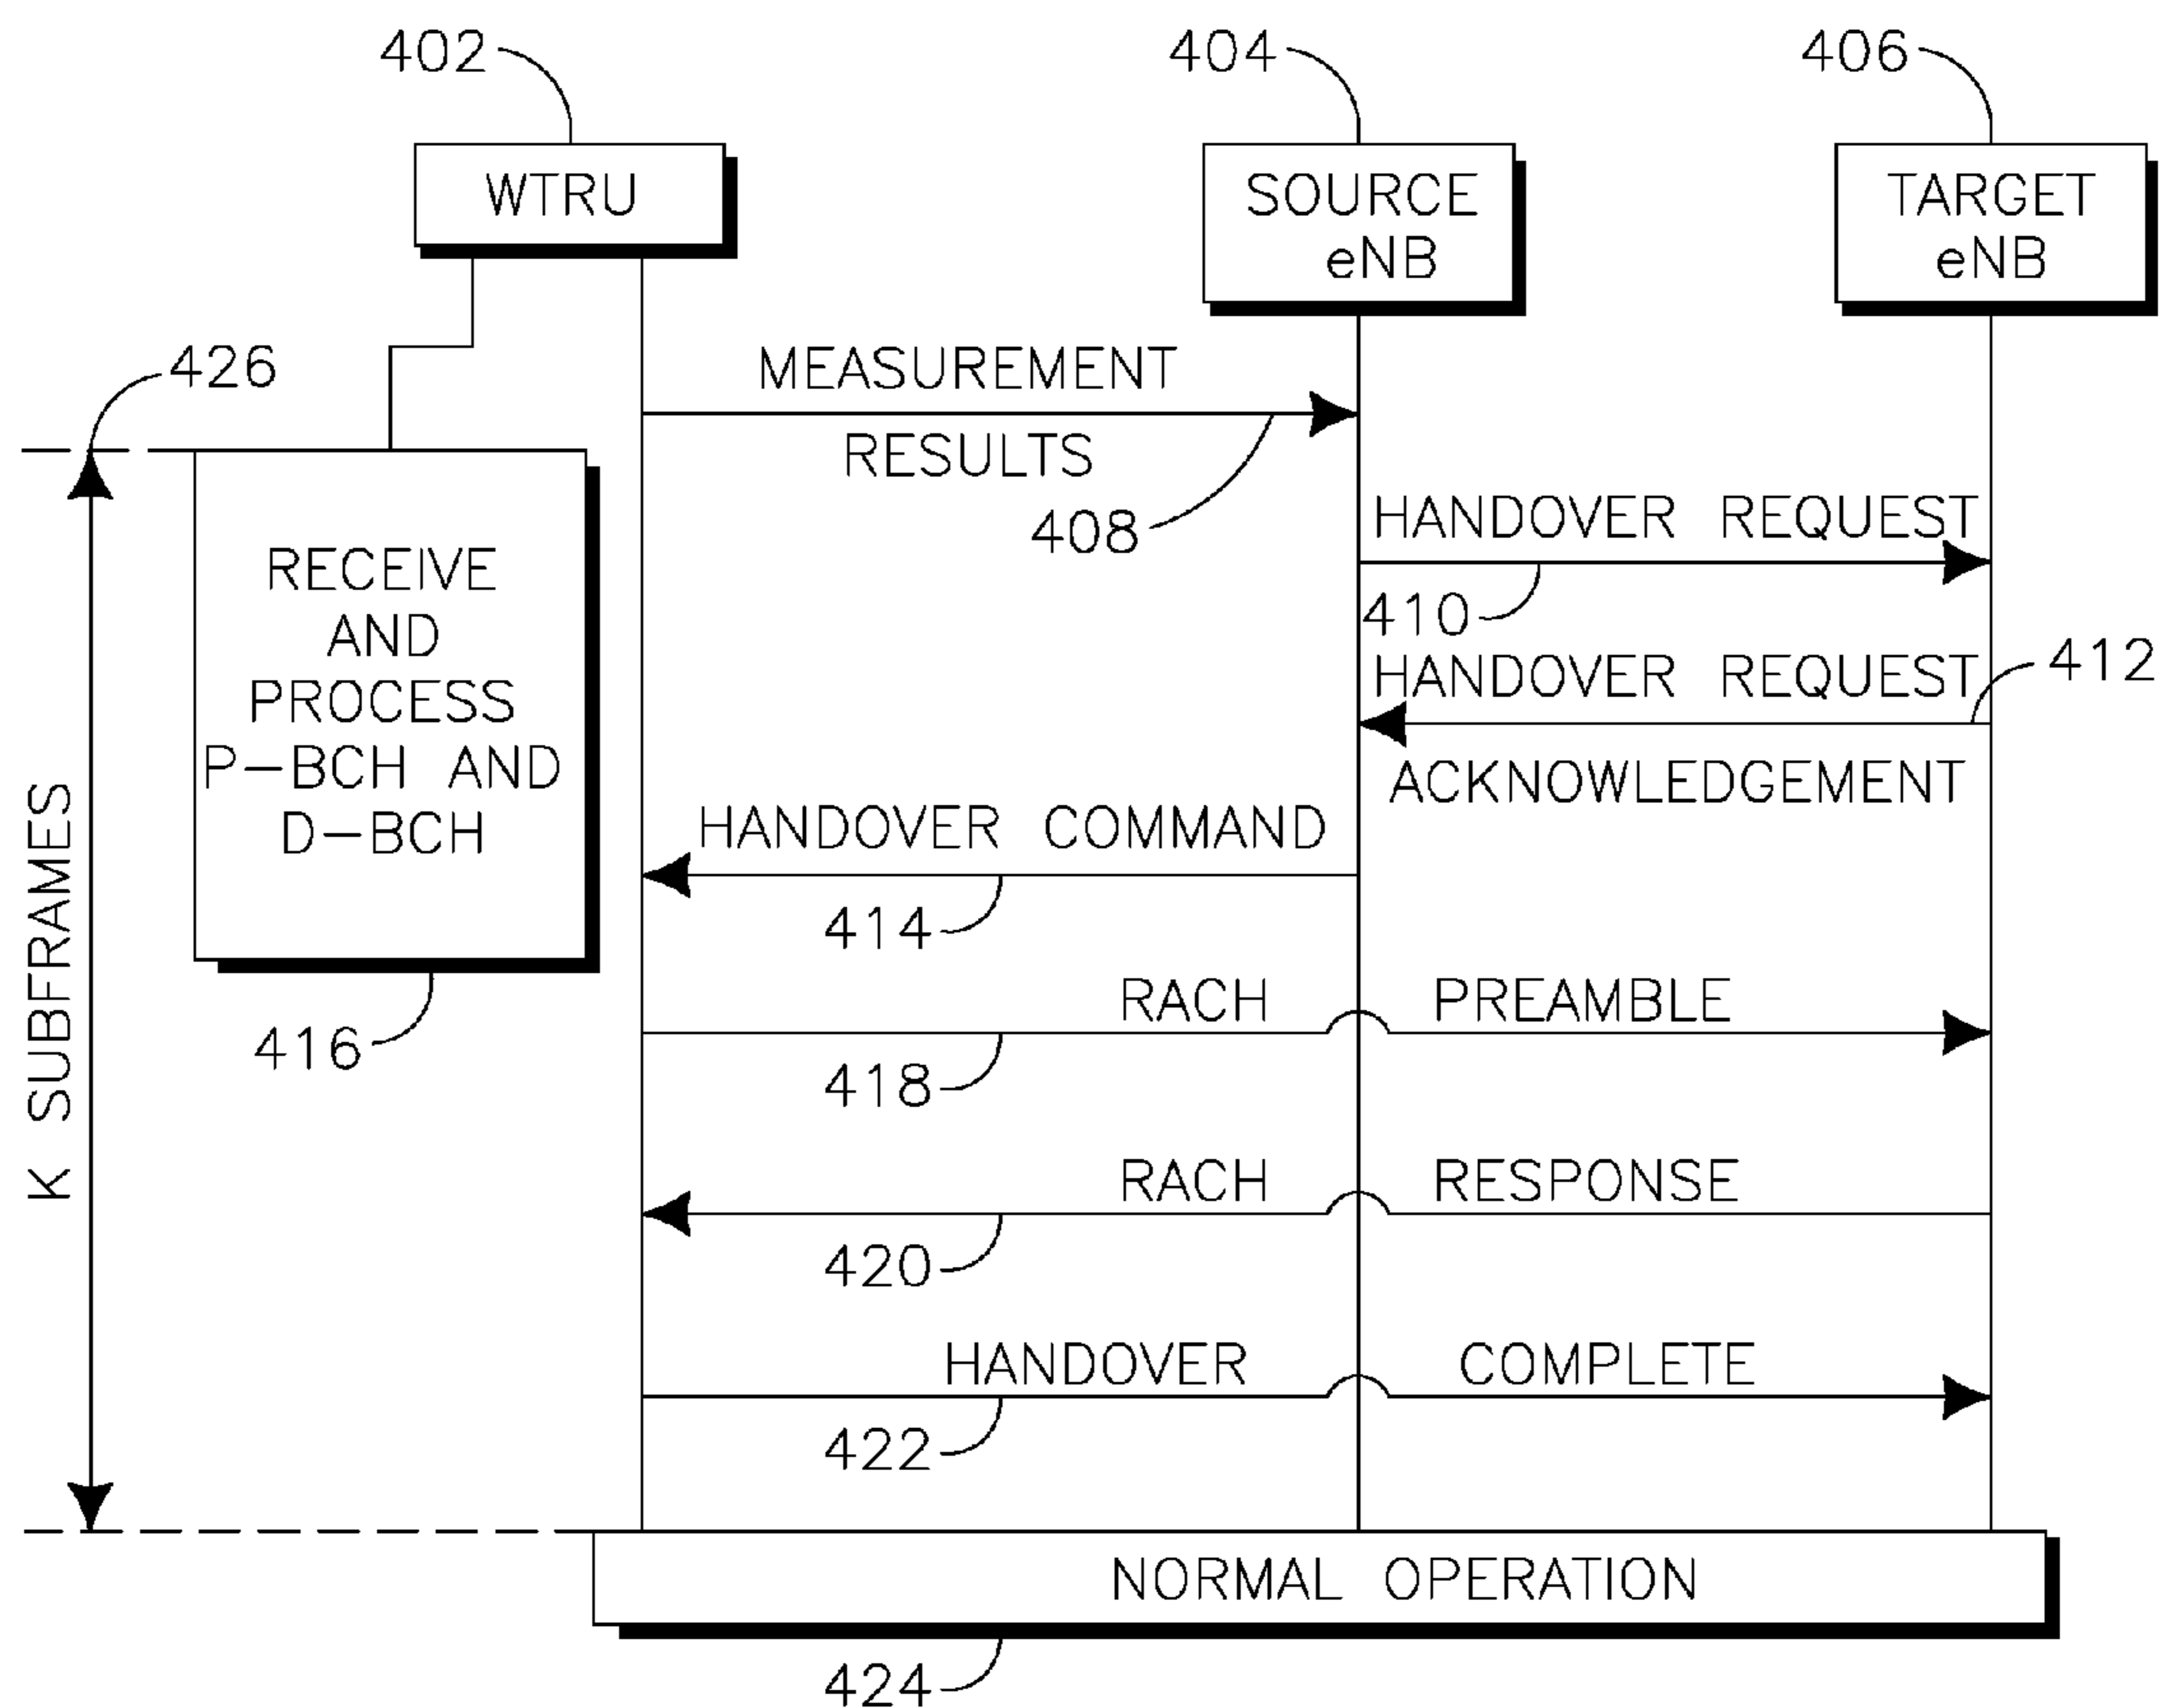 402
404
406
WTRU
SOURCE
eNB
TARGET
eNB
426
MEASUREMENT
RESULTS
408
HANDOVER REQUEST
410
HANDOVER REQUEST
412
ACKNOWLEDGEMENT
RECEIVE
AND
PROCESS
P-BCH AND
D-BCH
416
K SUBFRAMES
HANDOVER COMMAND
414
RACH PREAMBLE
418
RACH RESPONSE
420
HANDOVER COMPLETE
422
NORMAL OPERATION
424